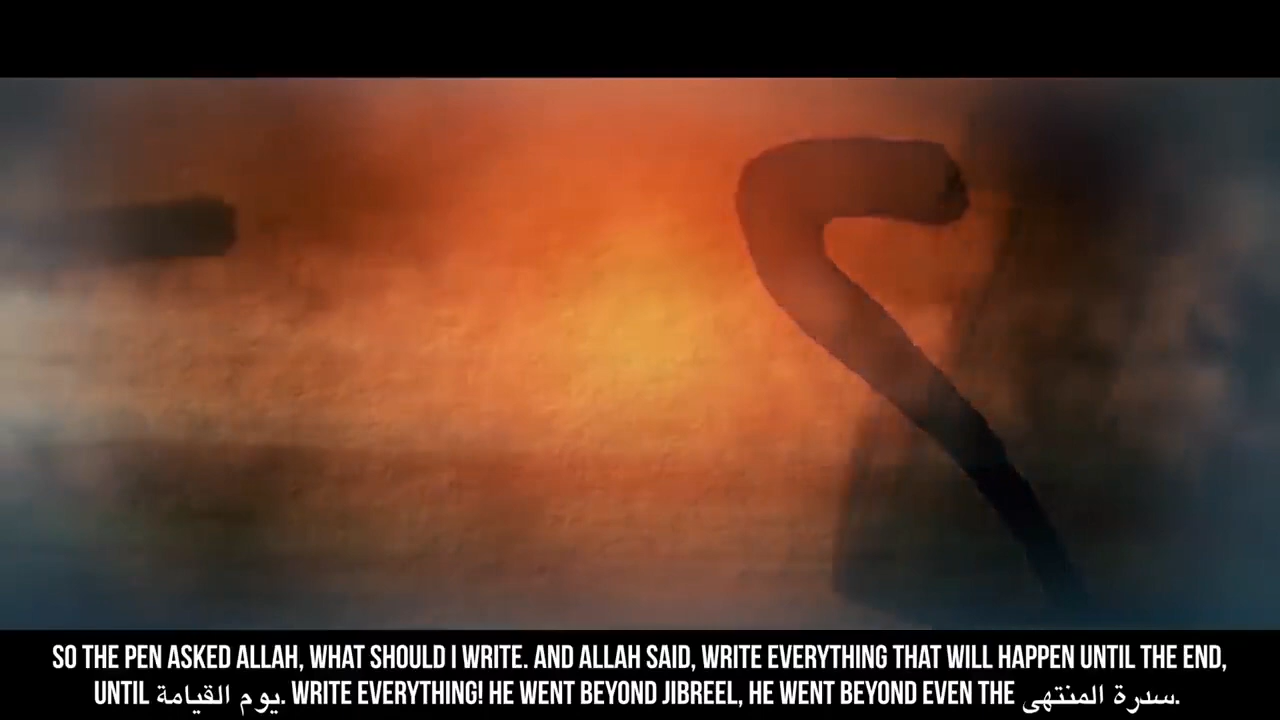 SO THE PEN ASKED ALLAH, WHAT SHOULD I WRITE. AND ALLAH SAID, WRITE EVERYTHING THAT WILL HAPPEN UNTIL THE END,
UNTIL يوم القيامة. WRITE EVERYTHING! HE WENT BEYOND JIBREEL, HE WENT BEYOND EVEN THE سدرة المنتهى.